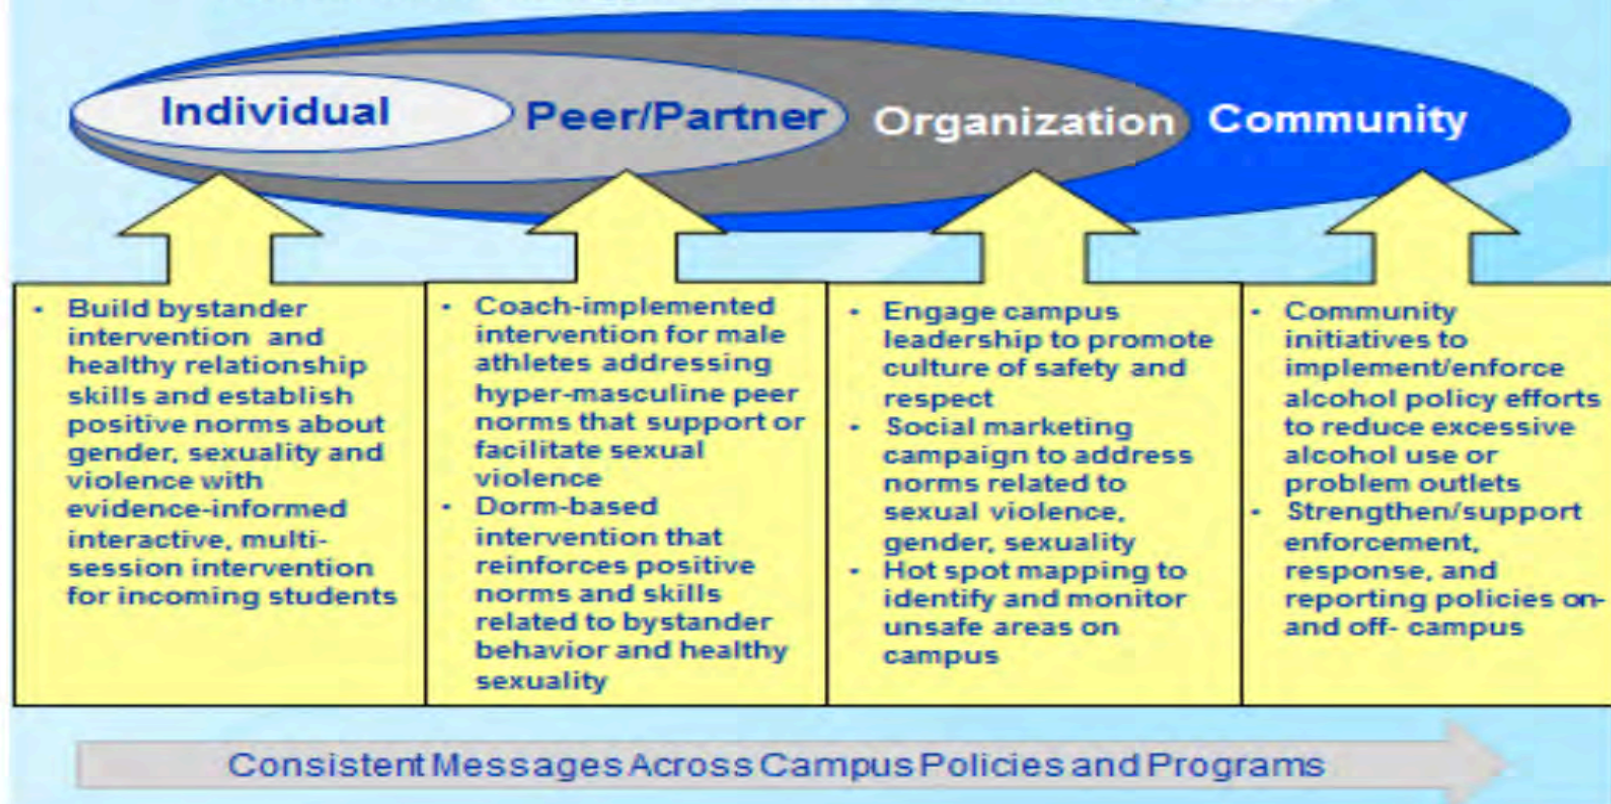 Individual
Peer/Partner
Organization
Community
• Build bystander
intervention and
healthy relationship
skills and establish
positive norms about
gender, sexuality and
violence with
evidence-informed
interactive, multi-
session intervention
for incoming students
• Coach-implemented
intervention for male
athletes addressing
hyper-masculine peer
norms that support or
facilitate sexual
violence
• Dorm-based
intervention that
reinforces positive
norms and skills
related to bystander
behavior and healthy
sexuality
• Engage campus
leadership to promote
culture of safety and
respect
• Social marketing
campaign to address
norms related to
sexual violence,
gender, sexuality
• Hot spot mapping to
identify and monitor
unsafe areas on
campus
• Community
initiatives to
implement/enforce
alcohol policy efforts
to reduce excessive
alcohol use or
problem outlets
• Strengthen/support
enforcement,
response, and
reporting policies on-
and off- campus
Consistent Messages Across Campus Policies and Programs